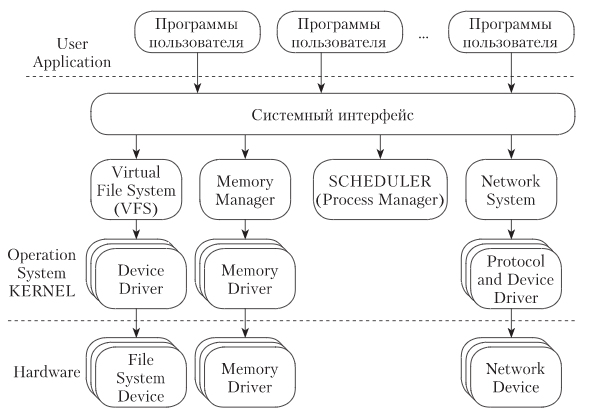 Программы
пользователя
Программы
пользователя
...
Программы
пользователя
User
Application
Системный интерфейс
Virtual
File System
(VFS)
Memory
Manager
SCHEDULER
(Process Manager)
Network
System
Operation
System
KERNEL
Device
Driver
Memory
Driver
Protocol
and Device
Driver
Hardware
File
System
Device
Memory
Driver
Network
Device